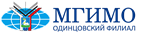 МГИМО
ОДИНЦОВСКИЙ ФИЛИАЛ